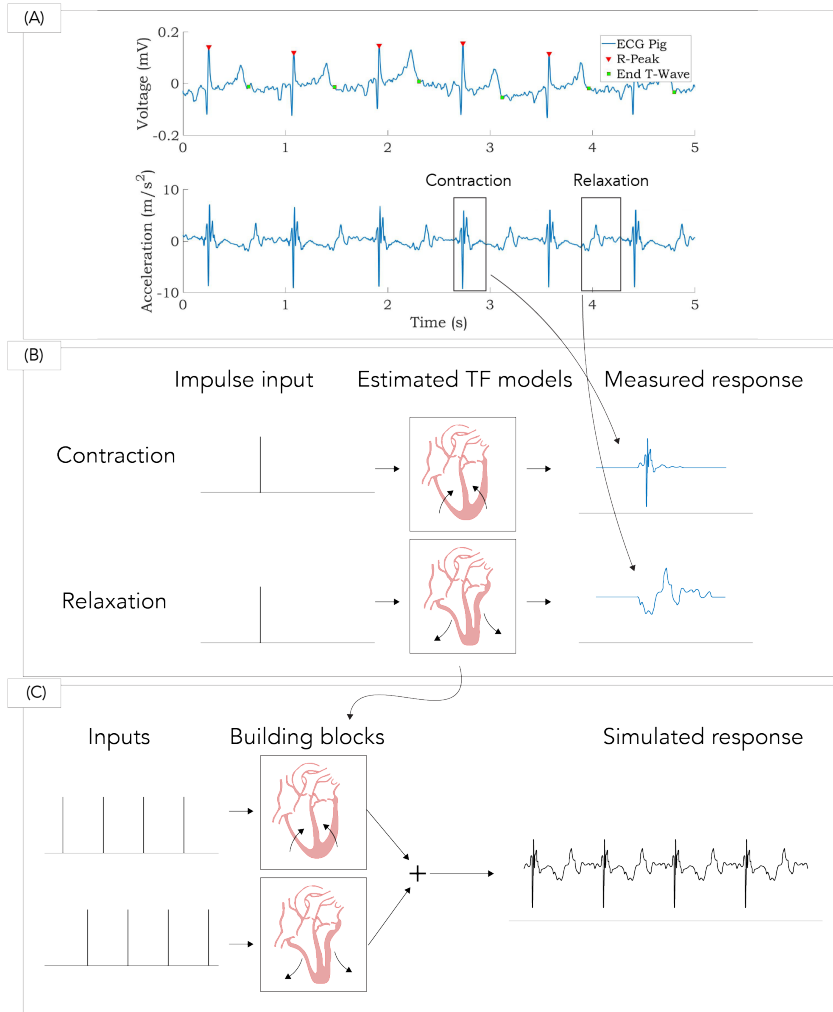 (A)
0.2
0
-0.2
Voltage (mV)
ECG Pig
R-Peak
End T-Wave
0 1 2 3 4 5
Contraction
Relaxation
10
0
-10
Acceleration (m/s²)
0 1 2 3 4 5
Time (s)
(B)
Impulse input
Estimated TF models
Measured response
Contraction
Relaxation
(C)
Inputs
Building blocks
Simulated response
+